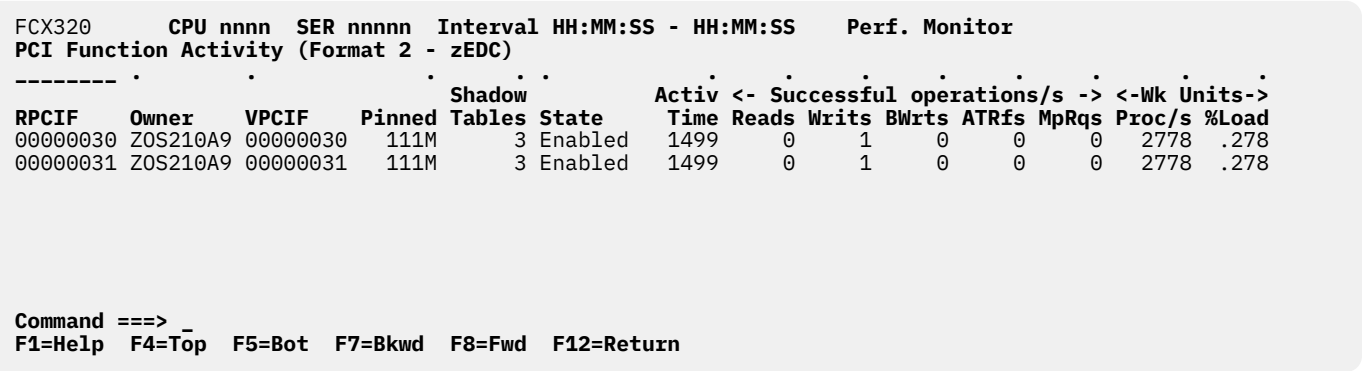 FCX320      CPU nnnn  SER nnnnn  Interval HH:MM:SS - HH:MM:SS    Perf. Monitor
PCI Function Activity (Format 2 - zEDC)
________ .        .             .      . .            .     .     .     .     .     .      .     .
                                  Shadow          Activ <- Successful operations/s -> <-Wk Units->
RPCIF    Owner    VPCIF    Pinned Tables State     Time Reads Writs BWrts ATRfs MpRqs Proc/s %Load
00000030 ZOS210A9 00000030   111M      3 Enabled   1499     0     1     0     0     0   2778  .278
00000031 ZOS210A9 00000031   111M      3 Enabled   1499     0     1     0     0     0   2778  .278
Command ===> _
F1=Help  F4=Top  F5=Bot  F7=Bkwd  F8=Fwd  F12=Return